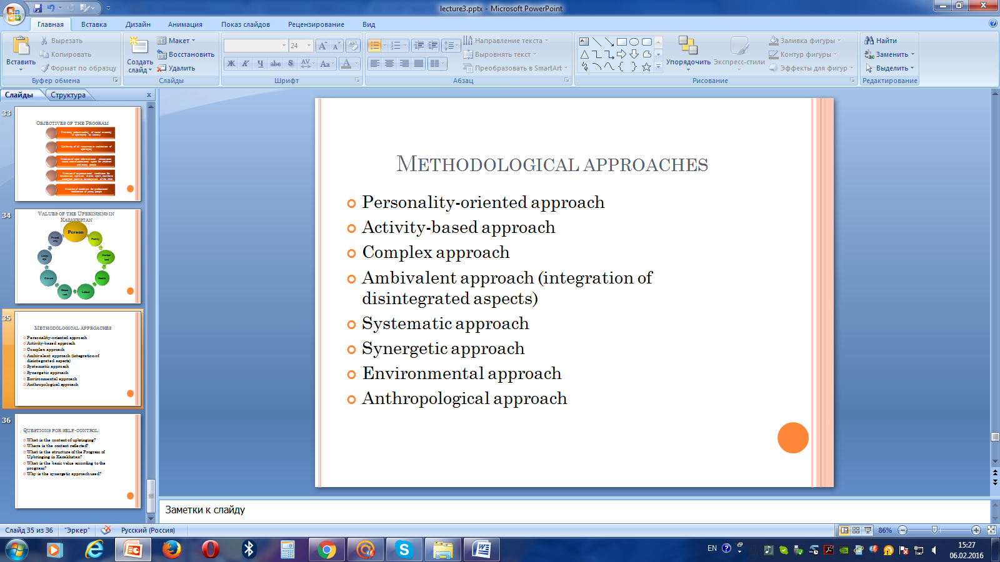 lecture3.pptx - Microsoft PowerPoint
Главная Вставка Дизайн Анимация Показ слайдов Рецензирование Вид
Вставить
Вырезать
Копировать
Формат по образцу
Буфер обмена
Создать слайд
Макет
Восстановить
Удалить
Слайды
24
Ж К Ч abc S AV Aa А
Шрифт
Направление текста
Выровнять текст
Преобразовать в SmartArt
Абзац
Упорядочить
Экспресс-стили
Заливка фигуры
Контур фигуры
Эффекты для фигур
Рисование
Найти
Заменить
Выделить
Редактирование
Слайды Структура
33
OBJECTIVES OF THE PROGRAM
34
VALUES OF THE UPBRINGING IN
KAZAKHSTAN
Person
Family
Health
Labour
Culture
35
METHODOLOGICAL APPROACHES
Personality-oriented approach
Activity-based approach
Complex approach
Ambivalent approach (integration of
disintegrated aspects)
Systematic approach
Synergetic approach
Environmental approach
Anthropological approach
36
QUESTIONS FOR SELF-CONTROL:
What is the content of upbringing?
Where is the content reflected?
What is the structure of the Program of
Upbringing in Kazakhstan?
What is the basic value according to the
program?
Why is the synergetic approach used?
METHODOLOGICAL APPROACHES
Personality-oriented approach
Activity-based approach
Complex approach
Ambivalent approach (integration of
disintegrated aspects)
Systematic approach
Synergetic approach
Environmental approach
Anthropological approach
Заметки к слайду
Слайд 35 из 36 "Эркер" Русский (Россия) 86%
EN
15:27
06.02.2016